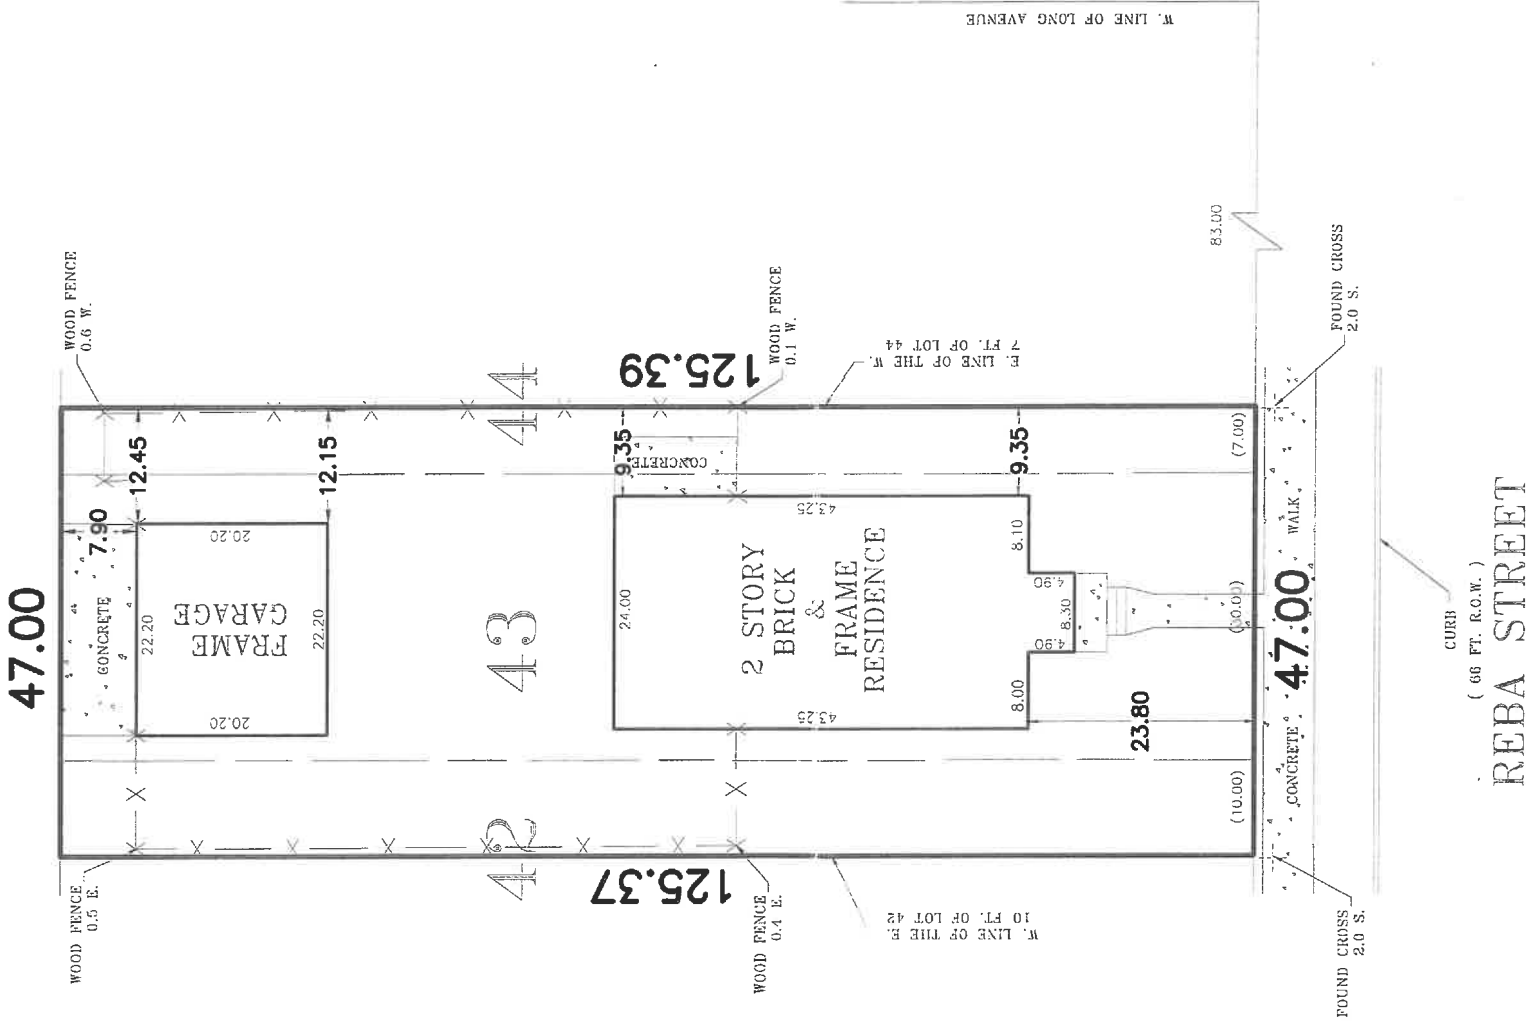 W. LINE OF LONG AVENUE
47.00
WOOD FENCE
0.6 W.
83.00
12.45
7.90
CONCRETE
22.20
20.20
20.20
FRAME
GARAGE
22.20
12.15
WOOD FENCE
0.5 E.
44
43
42
125.39
125.37
WOOD FENCE
0.1 W.
E. LINE OF THE W.
7 FT. OF LOT 44
9.35
CONCRETE
24.00
43.25
43.25
2 STORY
BRICK
&
FRAME
RESIDENCE
9.35
8.10
4.90
8.30
4.90
8.00
WOOD FENCE
0.4 E.
W. LINE OF THE E.
10 FT. OF LOT 42
23.80
(7.00)
(30.00)
(10.00)
47.00
CONCRETE WALK
FOUND CROSS
2.0 S.
FOUND CROSS
2.0 S.
CURB
( 66 FT. R.O.W. )
REBA STREET